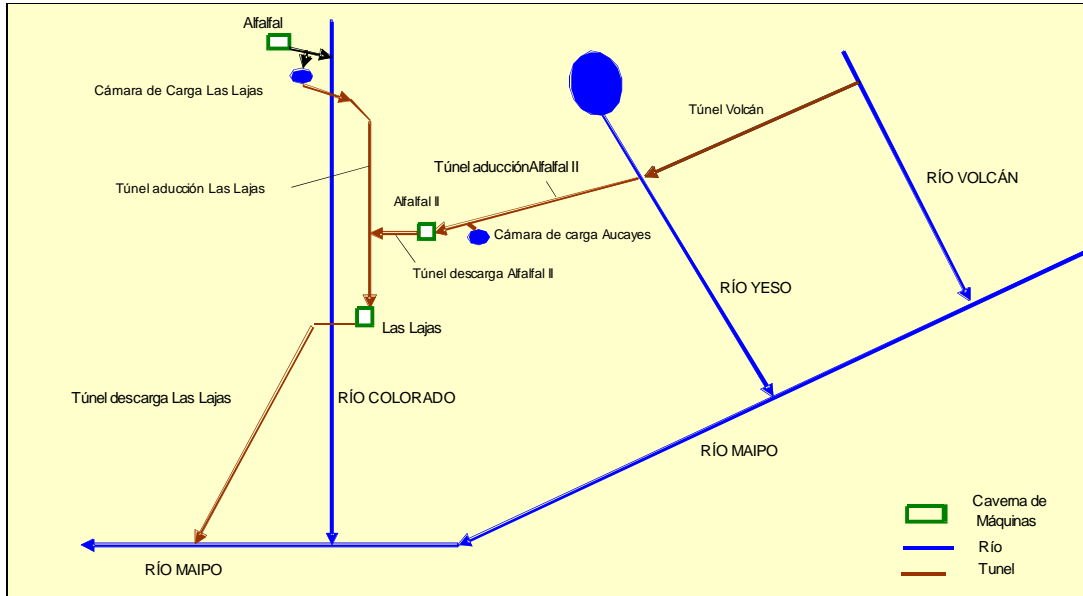 Alfalfal
Cámara de Carga Las Lajas
Túnel Volcán
Túnel aducciónAlfalfal II
RÍO VOLCÁN
Túnel aducción Las Lajas
Alfalfal II
Cámara de carga Aucayes
Túnel descarga Alfalfal II
RÍO YESO
Las Lajas
Túnel descarga Las Lajas
RÍO COLORADO
RÍO MAIPO
RÍO MAIPO
Caverna de
Máquinas
Río
Tunel